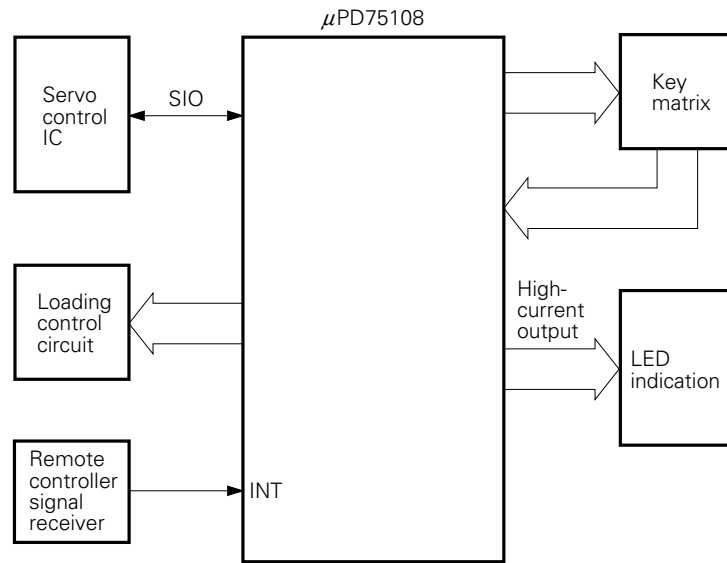 μPD75108
Servo
control
IC
SIO
Key
matrix
Loading
control
circuit
High-
current
output
LED
indication
Remote
controller
signal
receiver
INT